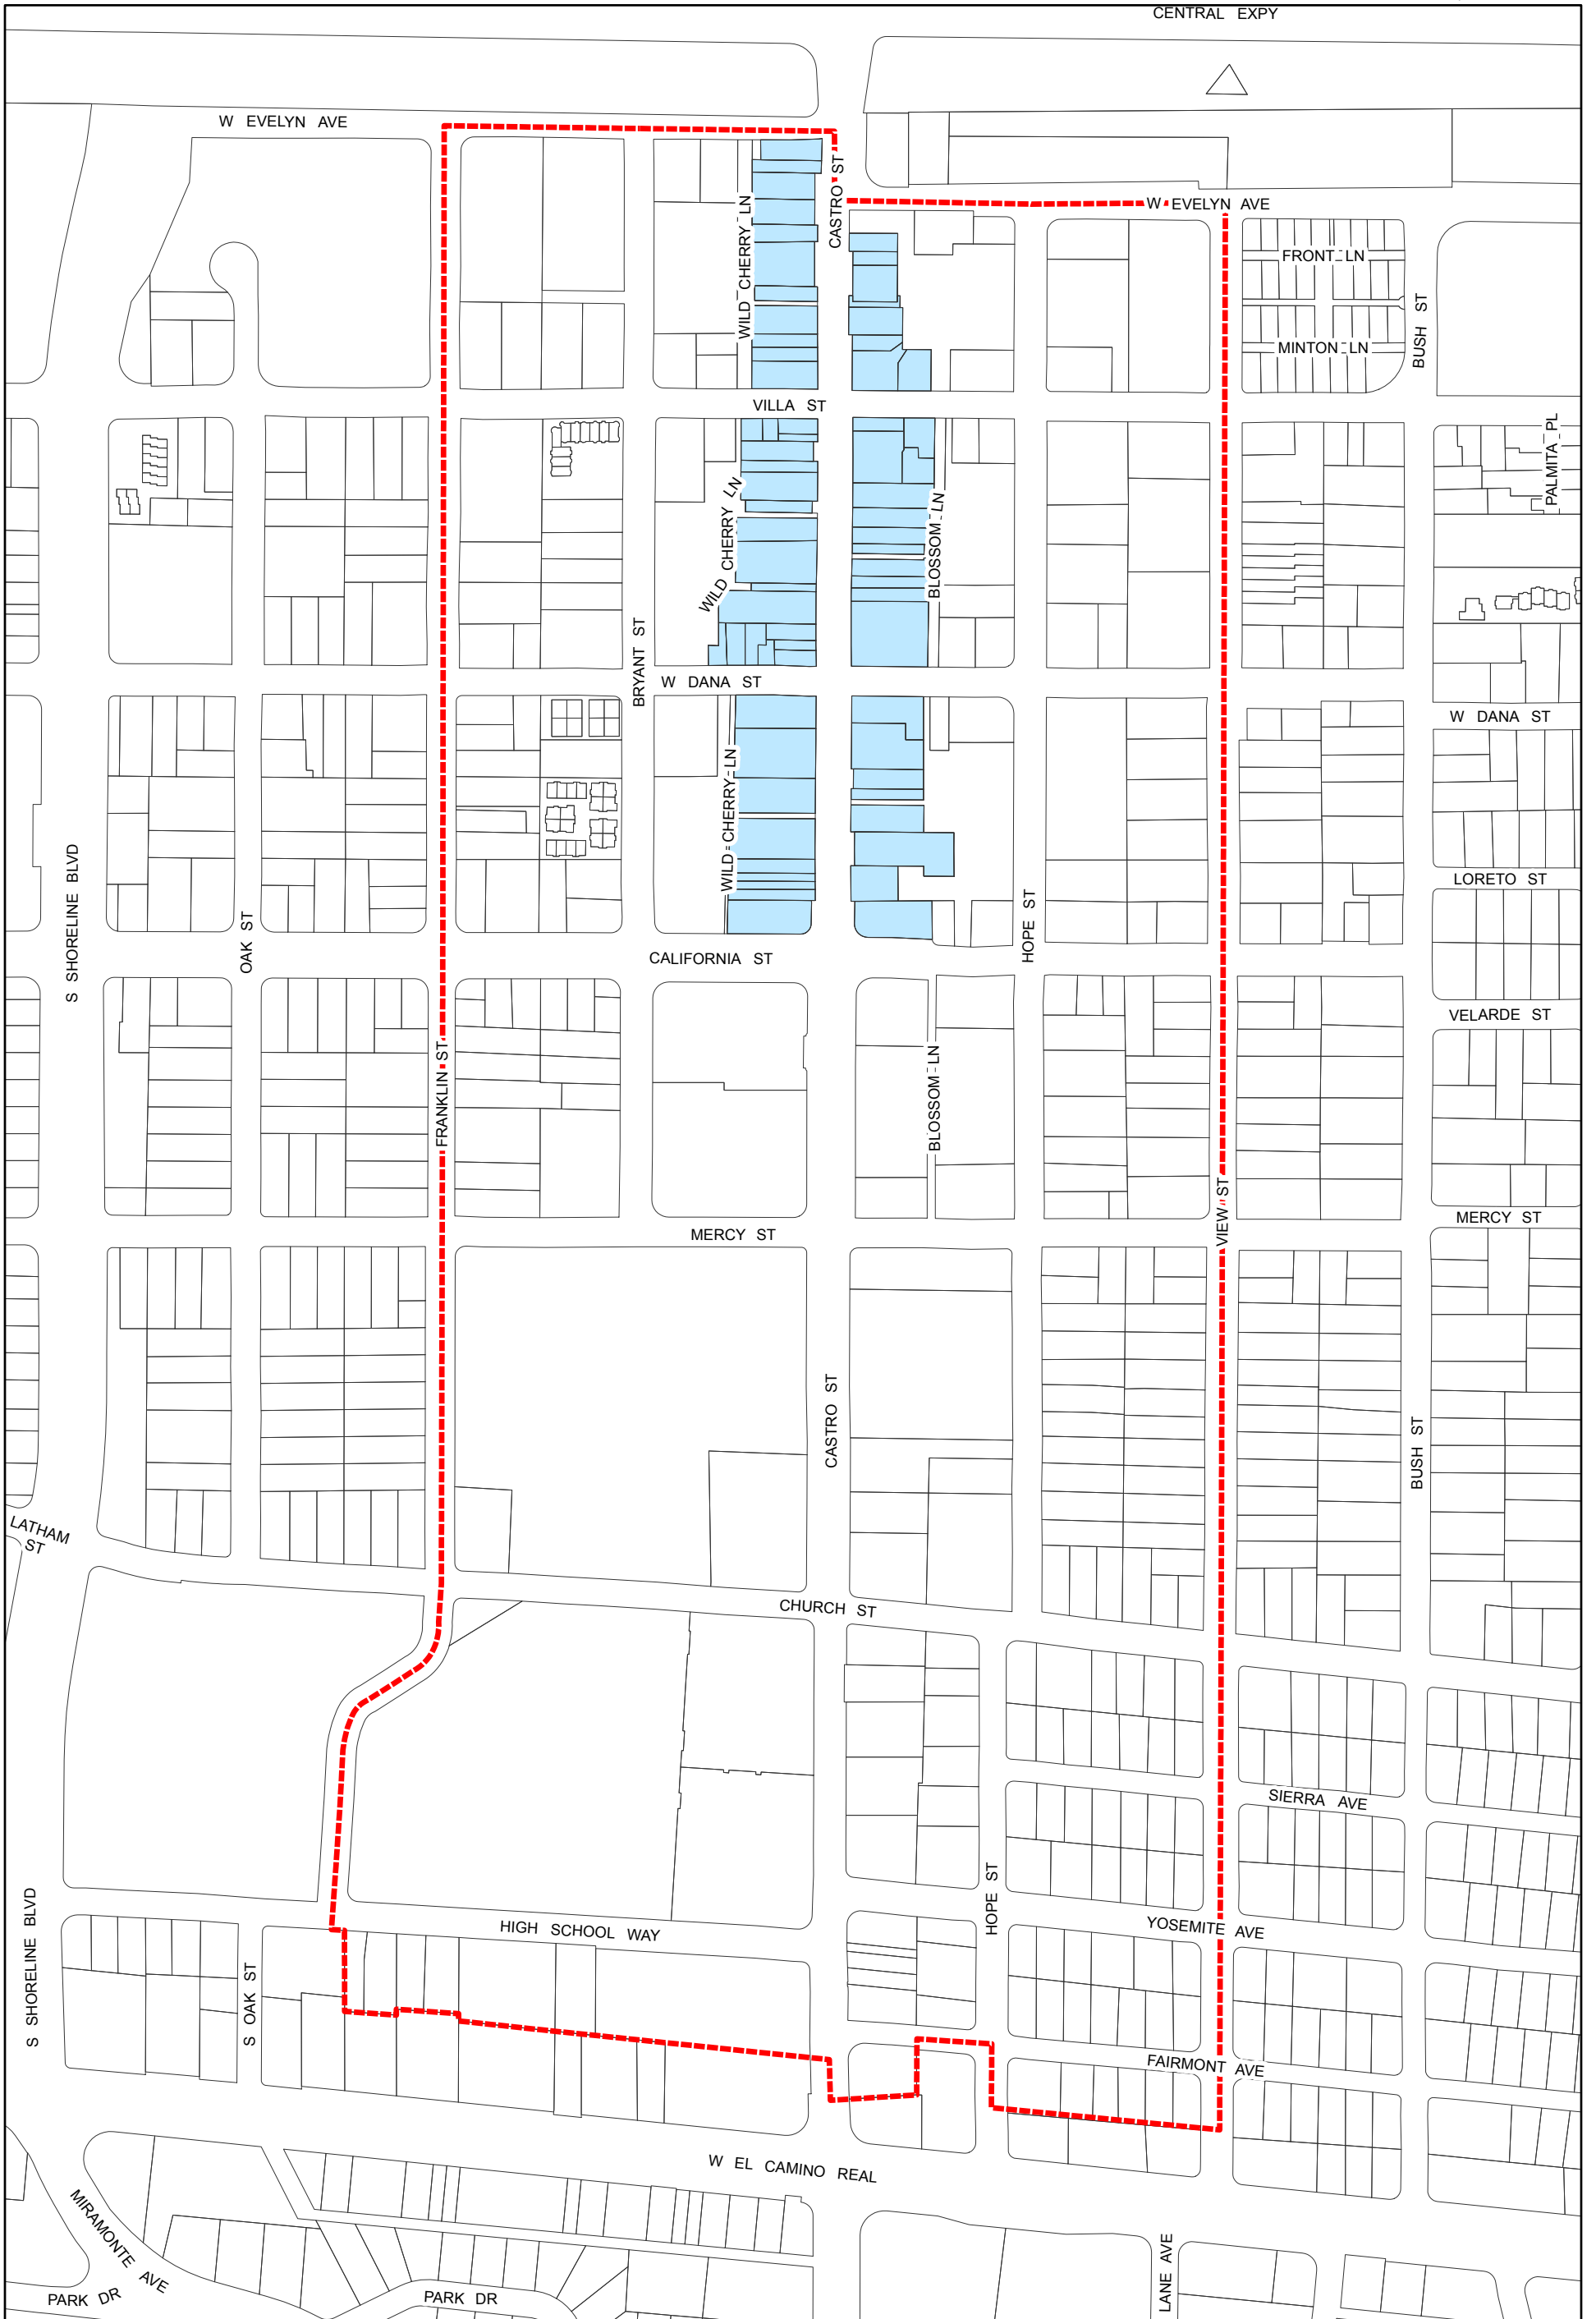 CENTRAL EXPY
W EVELYN AVE
CASTRO ST
WILD CHERRY LN
W EVELYN AVE
FRONT LN
BUSH ST
MINTON LN
VILLA ST
PALMITA PL
WILD CHERRY LN
BLOSSOM LN
BRYANT ST
W DANA ST
W DANA ST
WILD CHERRY LN
S SHORELINE BLVD
LORETO ST
OAK ST
HOPE ST
CALIFORNIA ST
VELARDE ST
FRANKLIN ST
BLOSSOM LN
VIEW ST
MERCY ST
MERCY ST
CASTRO ST
BUSH ST
LATHAM
ST
CHURCH ST
SIERRA AVE
S SHORELINE BLVD
HOPE ST
HIGH SCHOOL WAY
YOSEMITE AVE
S OAK ST
FAIRMONT AVE
W EL CAMINO REAL
MIRAMONTE AVE
LANE AVE
PARK DR
PARK DR